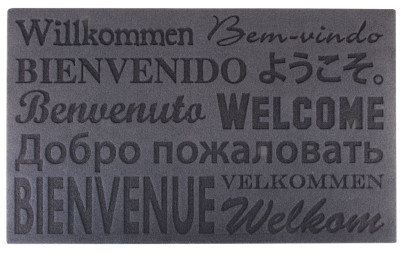 Willkommen Bem-vindo
BIENVENIDO ようこそ。
Benvenuto WELCOME
Добро пожаловать
BIENVENUE VELKOMMEN
Welkom